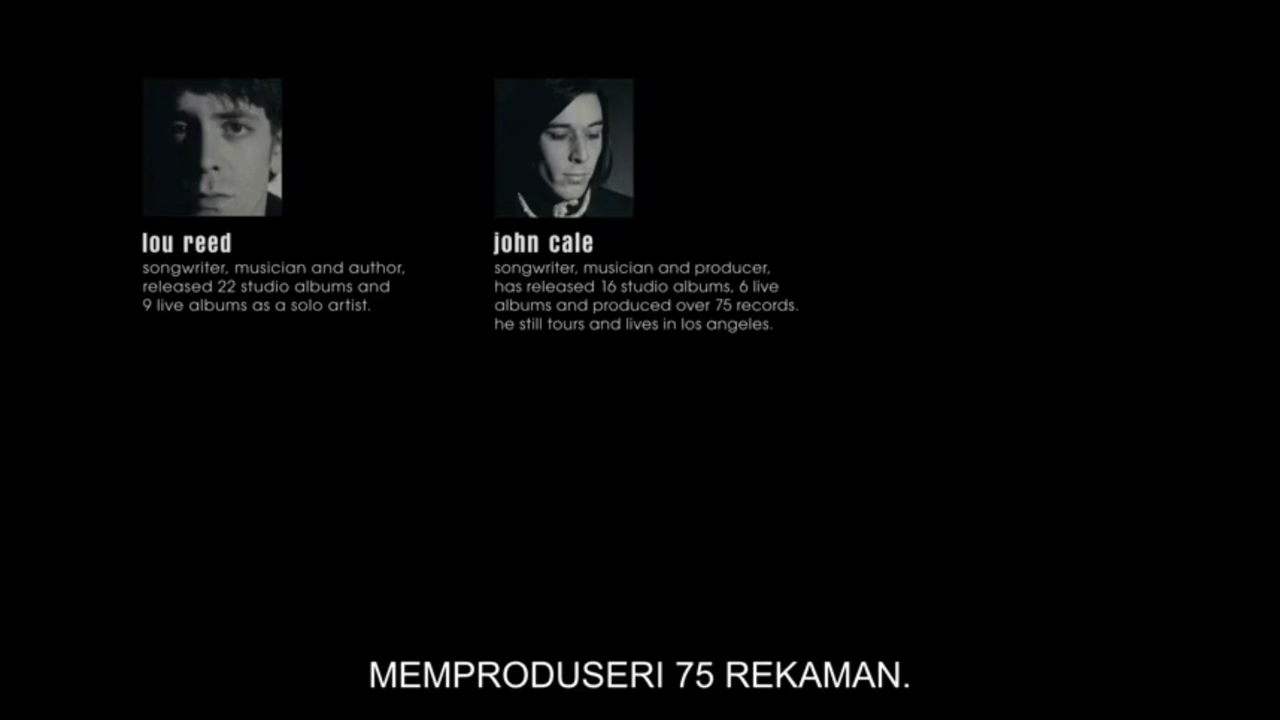 lou reed
songwriter, musician and author,
released 22 studio albums and
9 live albums as a solo artist.
john cale
songwriter, musician and producer,
has released 16 studio albums, 6 live
albums and produced over 75 records.
he still tours and lives in los angeles.
MEMPRODUSERI 75 REKAMAN.